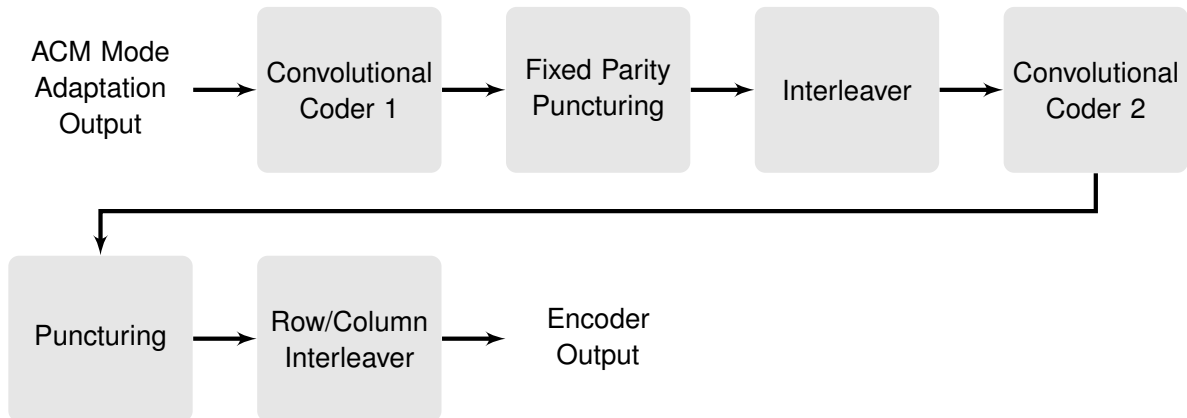 ACM Mode
Adaptation
Output
Convolutional
Coder 1
Fixed Parity
Puncturing
Interleaver
Convolutional
Coder 2
Puncturing
Row/Column
Interleaver
Encoder
Output